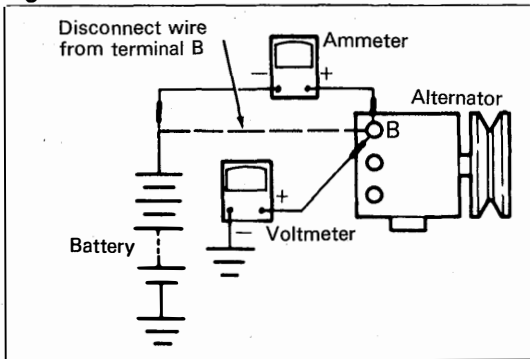 Disconnect wire
from terminal B
Ammeter
– +
Alternator
B
+
–
Voltmeter
Battery